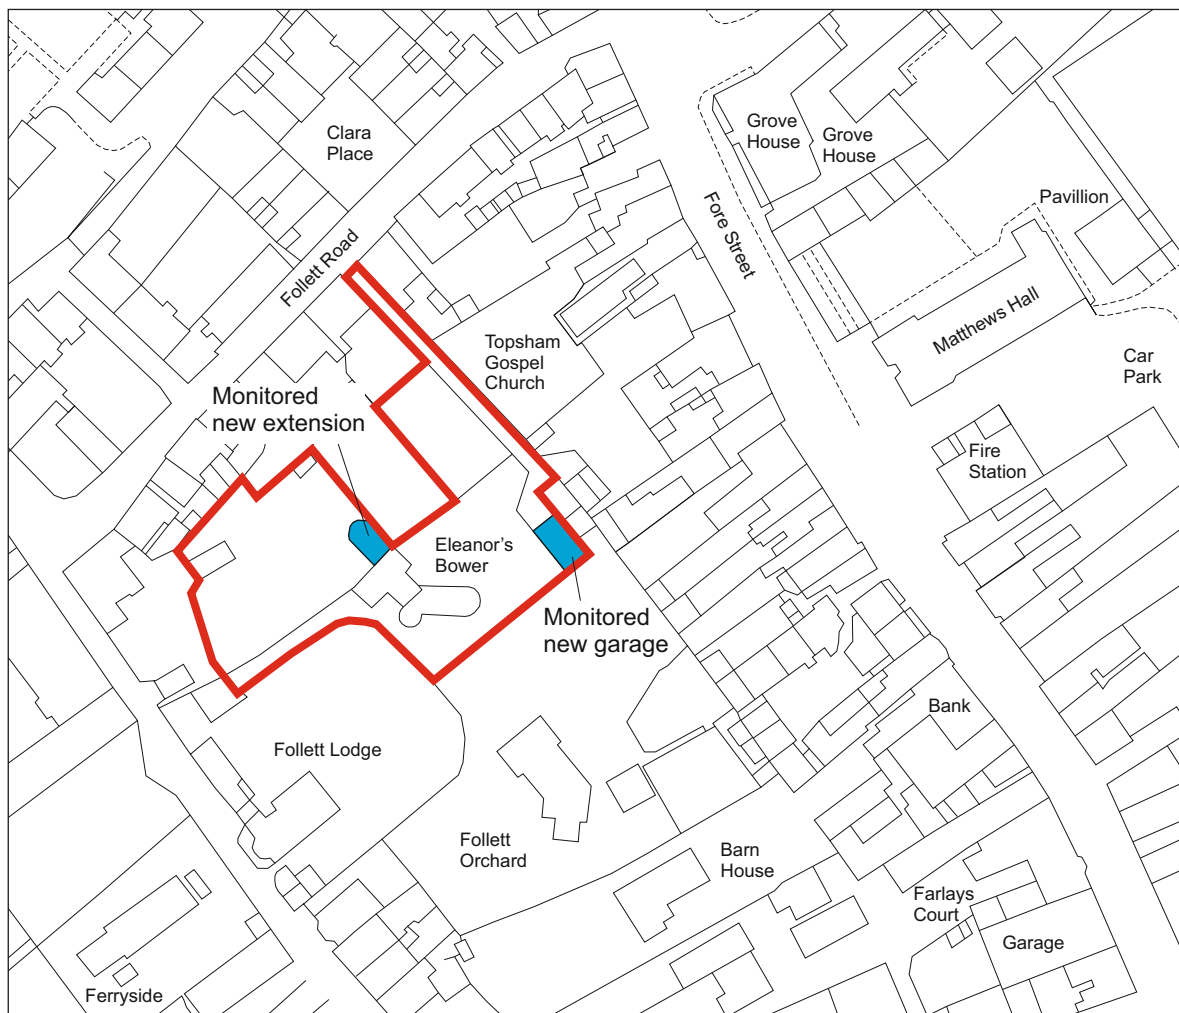 Clara
Place
Grove
House
Grove
House
Pavillion
Fore Street
Follett Road
Matthews Hall
Topsham
Gospel
Church
Car
Park
Monitored
new extension
Fire
Station
Eleanor's
Bower
Monitored
new garage
Bank
Follett Lodge
Follett
Orchard
Barn
House
Farlays
Court
Garage
Ferryside